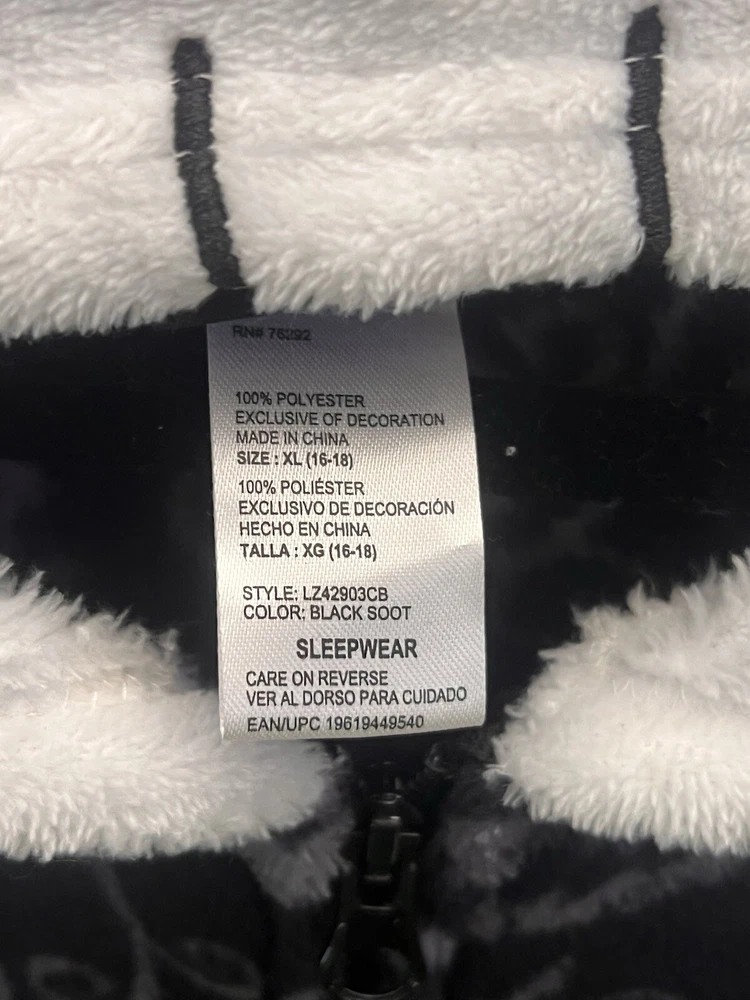 RN# 76292
100% POLYESTER
EXCLUSIVE OF DECORATION
MADE IN CHINA
SIZE : XL (16-18)
100% POLIÉSTER
EXCLUSIVO DE DECORACIÓN
HECHO EN CHINA
TALLA : XG (16-18)
STYLE: LZ42903CB
COLOR: BLACK SOOT
SLEEPWEAR
CARE ON REVERSE
VER AL DORSO PARA CUIDADO
EAN/UPC 19619449540